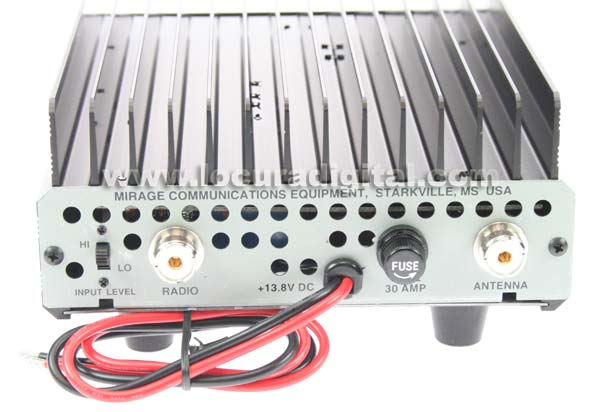 www.locuradigital.com
MIRAGE COMMUNICATIONS EQUIPMENT, STARKVILLE, MS USA
HI
LO
INPUT LEVEL
RADIO
+13.8V DC
FUSE
30 AMP
ANTENNA